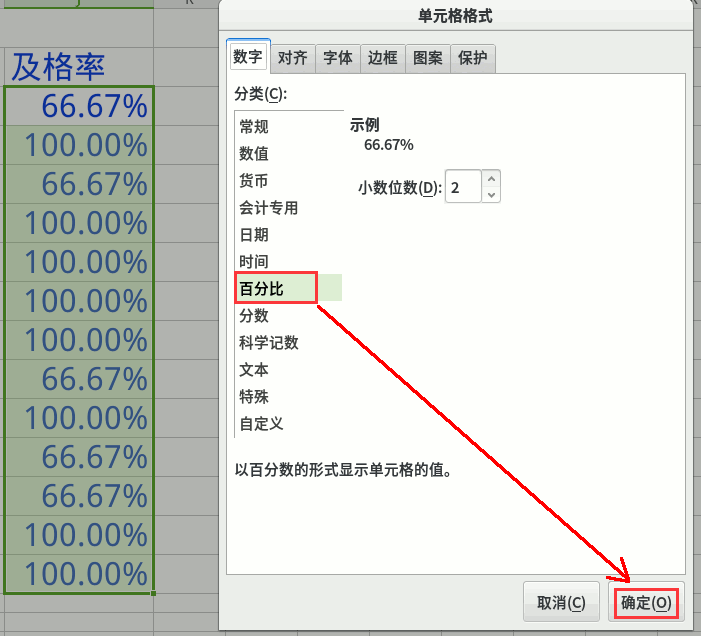 及格率
66.67%
100.00%
66.67%
100.00%
100.00%
100.00%
100.00%
66.67%
100.00%
66.67%
66.67%
100.00%
100.00%
单元格格式
数字 对齐 字体 边框 图案 保护
分类(C):
常规
数值
货币
会计专用
日期
时间
百分比
分数
科学记数
文本
特殊
自定义
示例
66.67%
小数位数(D): 2
以百分数的形式显示单元格的值。
取消(C) 确定(O)